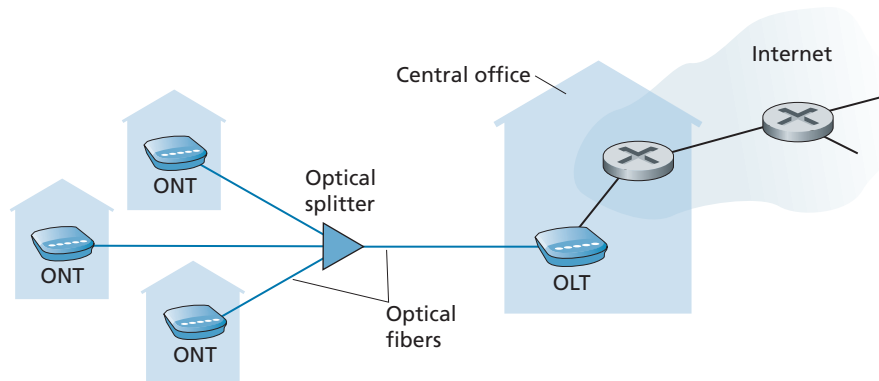 Internet
Central office
ONT
Optical
splitter
ONT
OLT
ONT
Optical
fibers